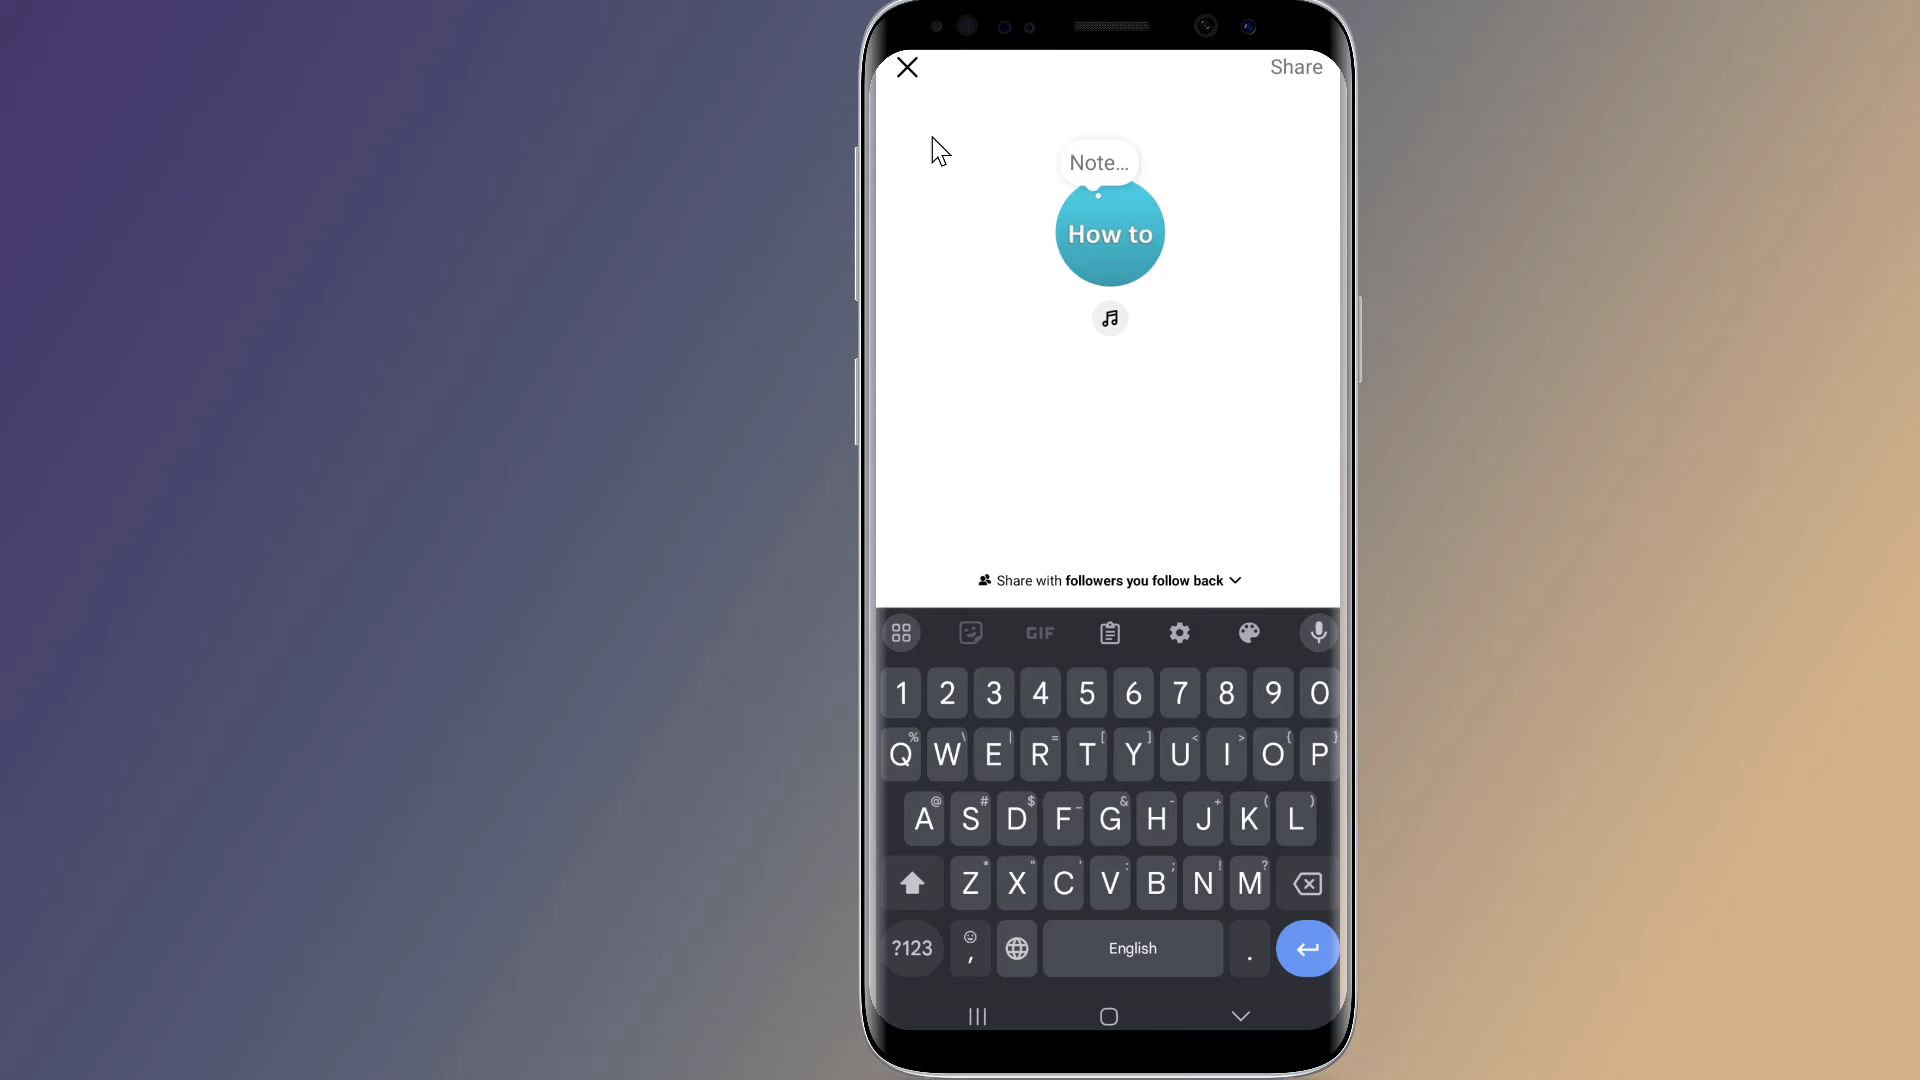 Share
Note...
How to
Share with followers you follow back
GIF
1 2 3 4 5 6 7 8 9 0
% \ | = [ ] < > { }
Q W E R T Y U I O P
@ # $ _ & - + ( )
A S D F G H J K L
* " ' : ; ! ?
Z X C V B N M
?123 , English .